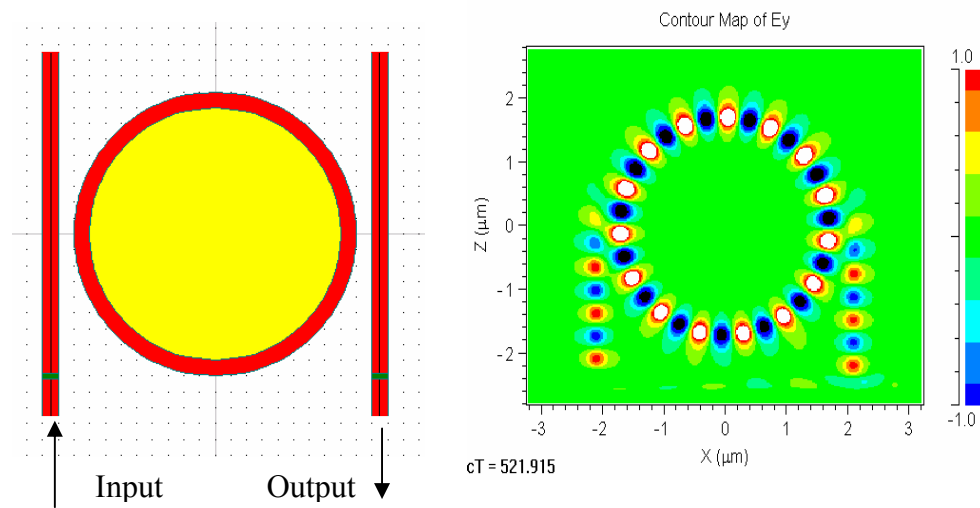 Input
Output
Contour Map of Ey
1.0
-1.0
2
1
0
-1
-2
Z (μm)
-3 -2 -1 0 1 2 3
X (μm)
cT = 521.915